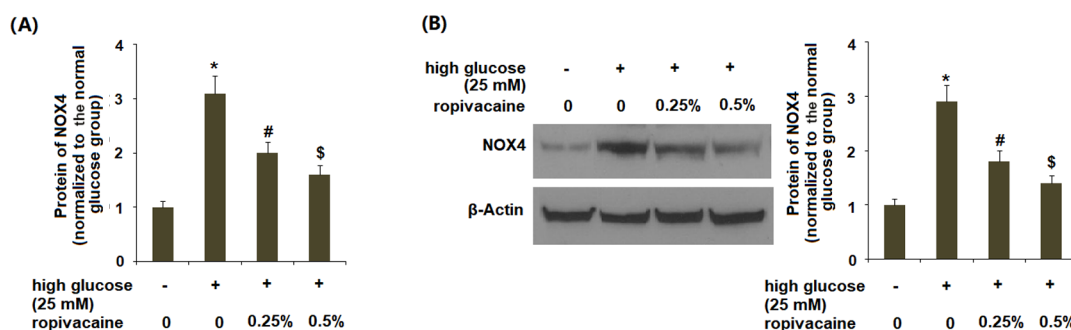 (A)
Protein of NOX4
(normalized to the normal
glucose group)
4
3
2
1
0
*
#
$
high glucose - + + +
(25 mM)
ropivacaine 0 0 0.25% 0.5%
(B)
high glucose - + + +
(25 mM)
ropivacaine 0 0 0.25% 0.5%
NOX4
β-Actin
Protein of NOX4
(normalized to the normal
glucose group)
4
3
2
1
0
*
#
$
high glucose - + + +
(25 mM)
ropivacaine 0 0 0.25% 0.5%